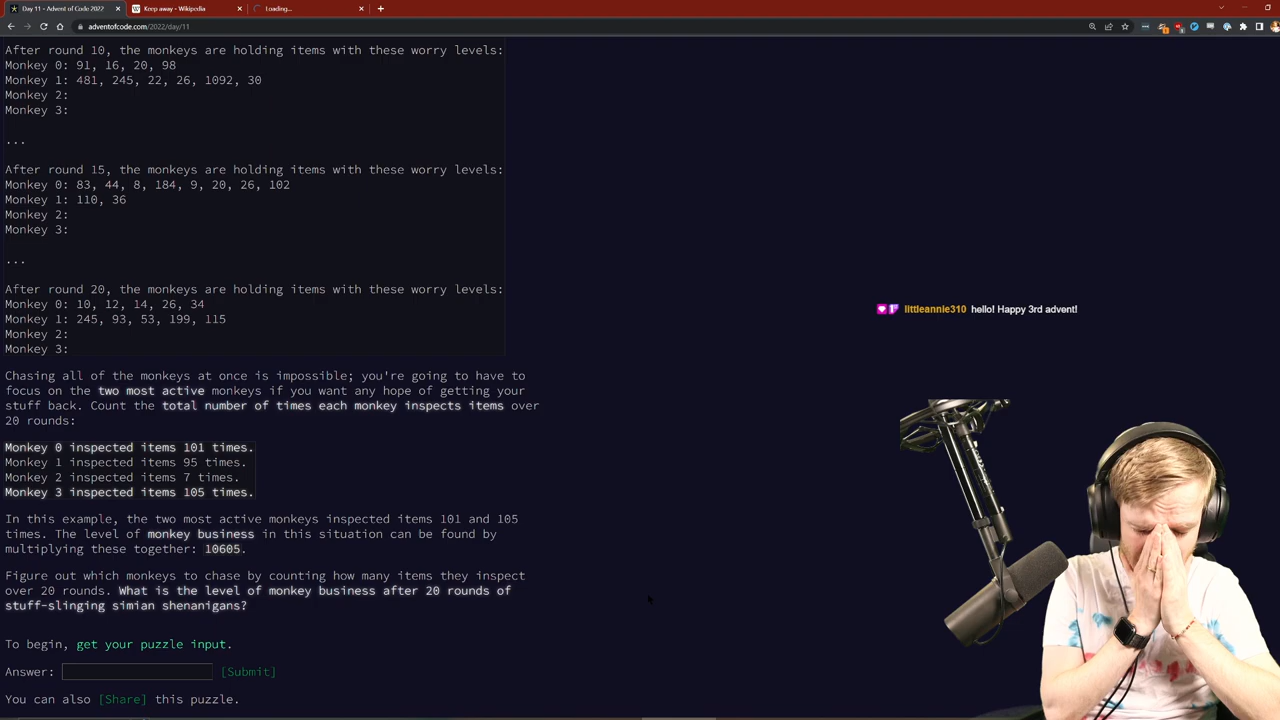 Day 11 - Advent of Code 2022
Keep away - Wikipedia
Loading...
adventofcode.com/2022/day/11
After round 10, the monkeys are holding items with these worry levels:
Monkey 0: 91, 16, 20, 98
Monkey 1: 481, 245, 22, 26, 1092, 30
Monkey 2:
Monkey 3:
...
After round 15, the monkeys are holding items with these worry levels:
Monkey 0: 83, 44, 8, 184, 9, 20, 26, 102
Monkey 1: 110, 36
Monkey 2:
Monkey 3:
...
After round 20, the monkeys are holding items with these worry levels:
Monkey 0: 10, 12, 14, 26, 34
Monkey 1: 245, 93, 53, 199, 115
Monkey 2:
Monkey 3:
littleannie310 hello! Happy 3rd advent!
Chasing all of the monkeys at once is impossible; you're going to have to
focus on the two most active monkeys if you want any hope of getting your
stuff back. Count the total number of times each monkey inspects items over
20 rounds:
Monkey 0 inspected items 101 times.
Monkey 1 inspected items 95 times.
Monkey 2 inspected items 7 times.
Monkey 3 inspected items 105 times.
In this example, the two most active monkeys inspected items 101 and 105
times. The level of monkey business in this situation can be found by
multiplying these together: 10605.
Figure out which monkeys to chase by counting how many items they inspect
over 20 rounds. What is the level of monkey business after 20 rounds of
stuff-slinging simian shenanigans?
To begin, get your puzzle input.
Answer: [Submit]
You can also [Share] this puzzle.